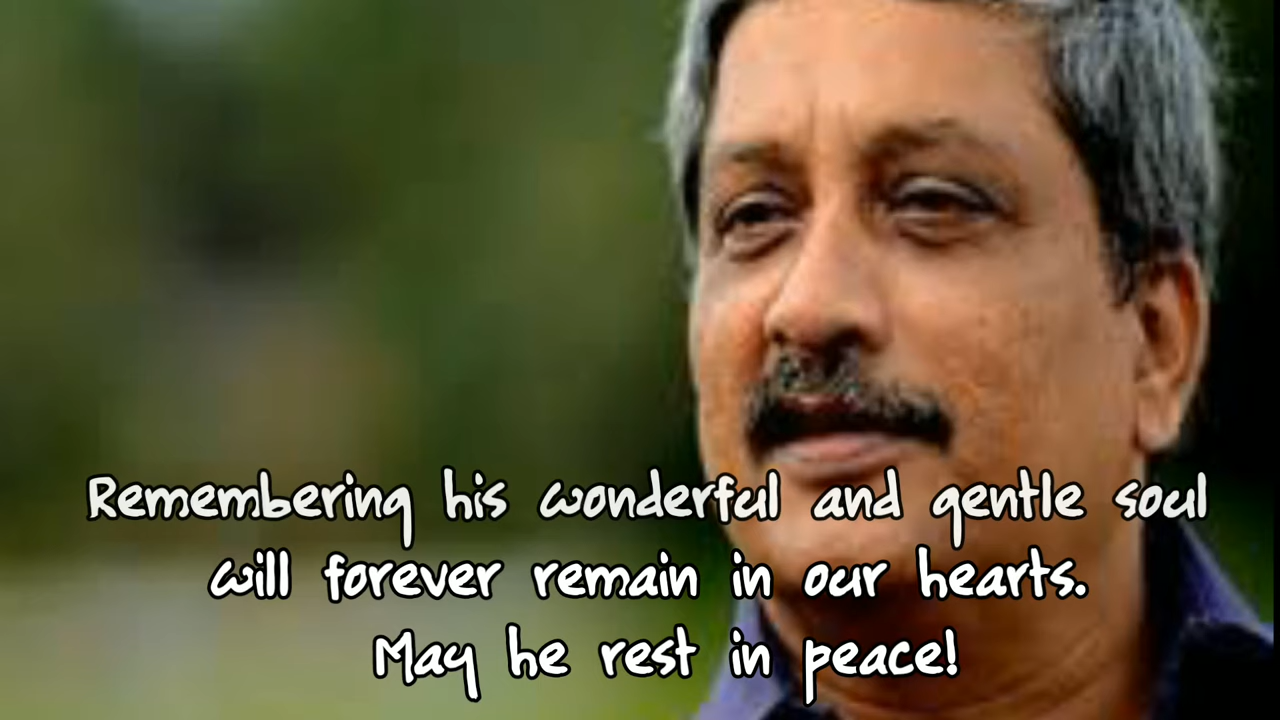 Remembering his wonderful and gentle soul
will forever remain in our hearts.
May he rest in peace!